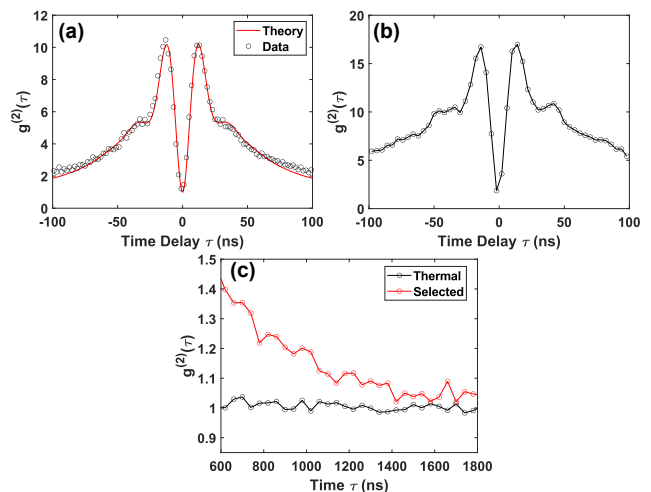 (a)
Theory
Data
g(2)(τ)
12
10
8
6
4
2
0
-100 -50 0 50 100
Time Delay τ (ns)
(b)
g(2)(τ)
20
15
10
5
0
-100 -50 0 50 100
Time Delay τ (ns)
(c)
Thermal
Selected
g(2)(τ)
1.5
1.4
1.3
1.2
1.1
1
0.9
600 800 1000 1200 1400 1600 1800
Time τ (ns)